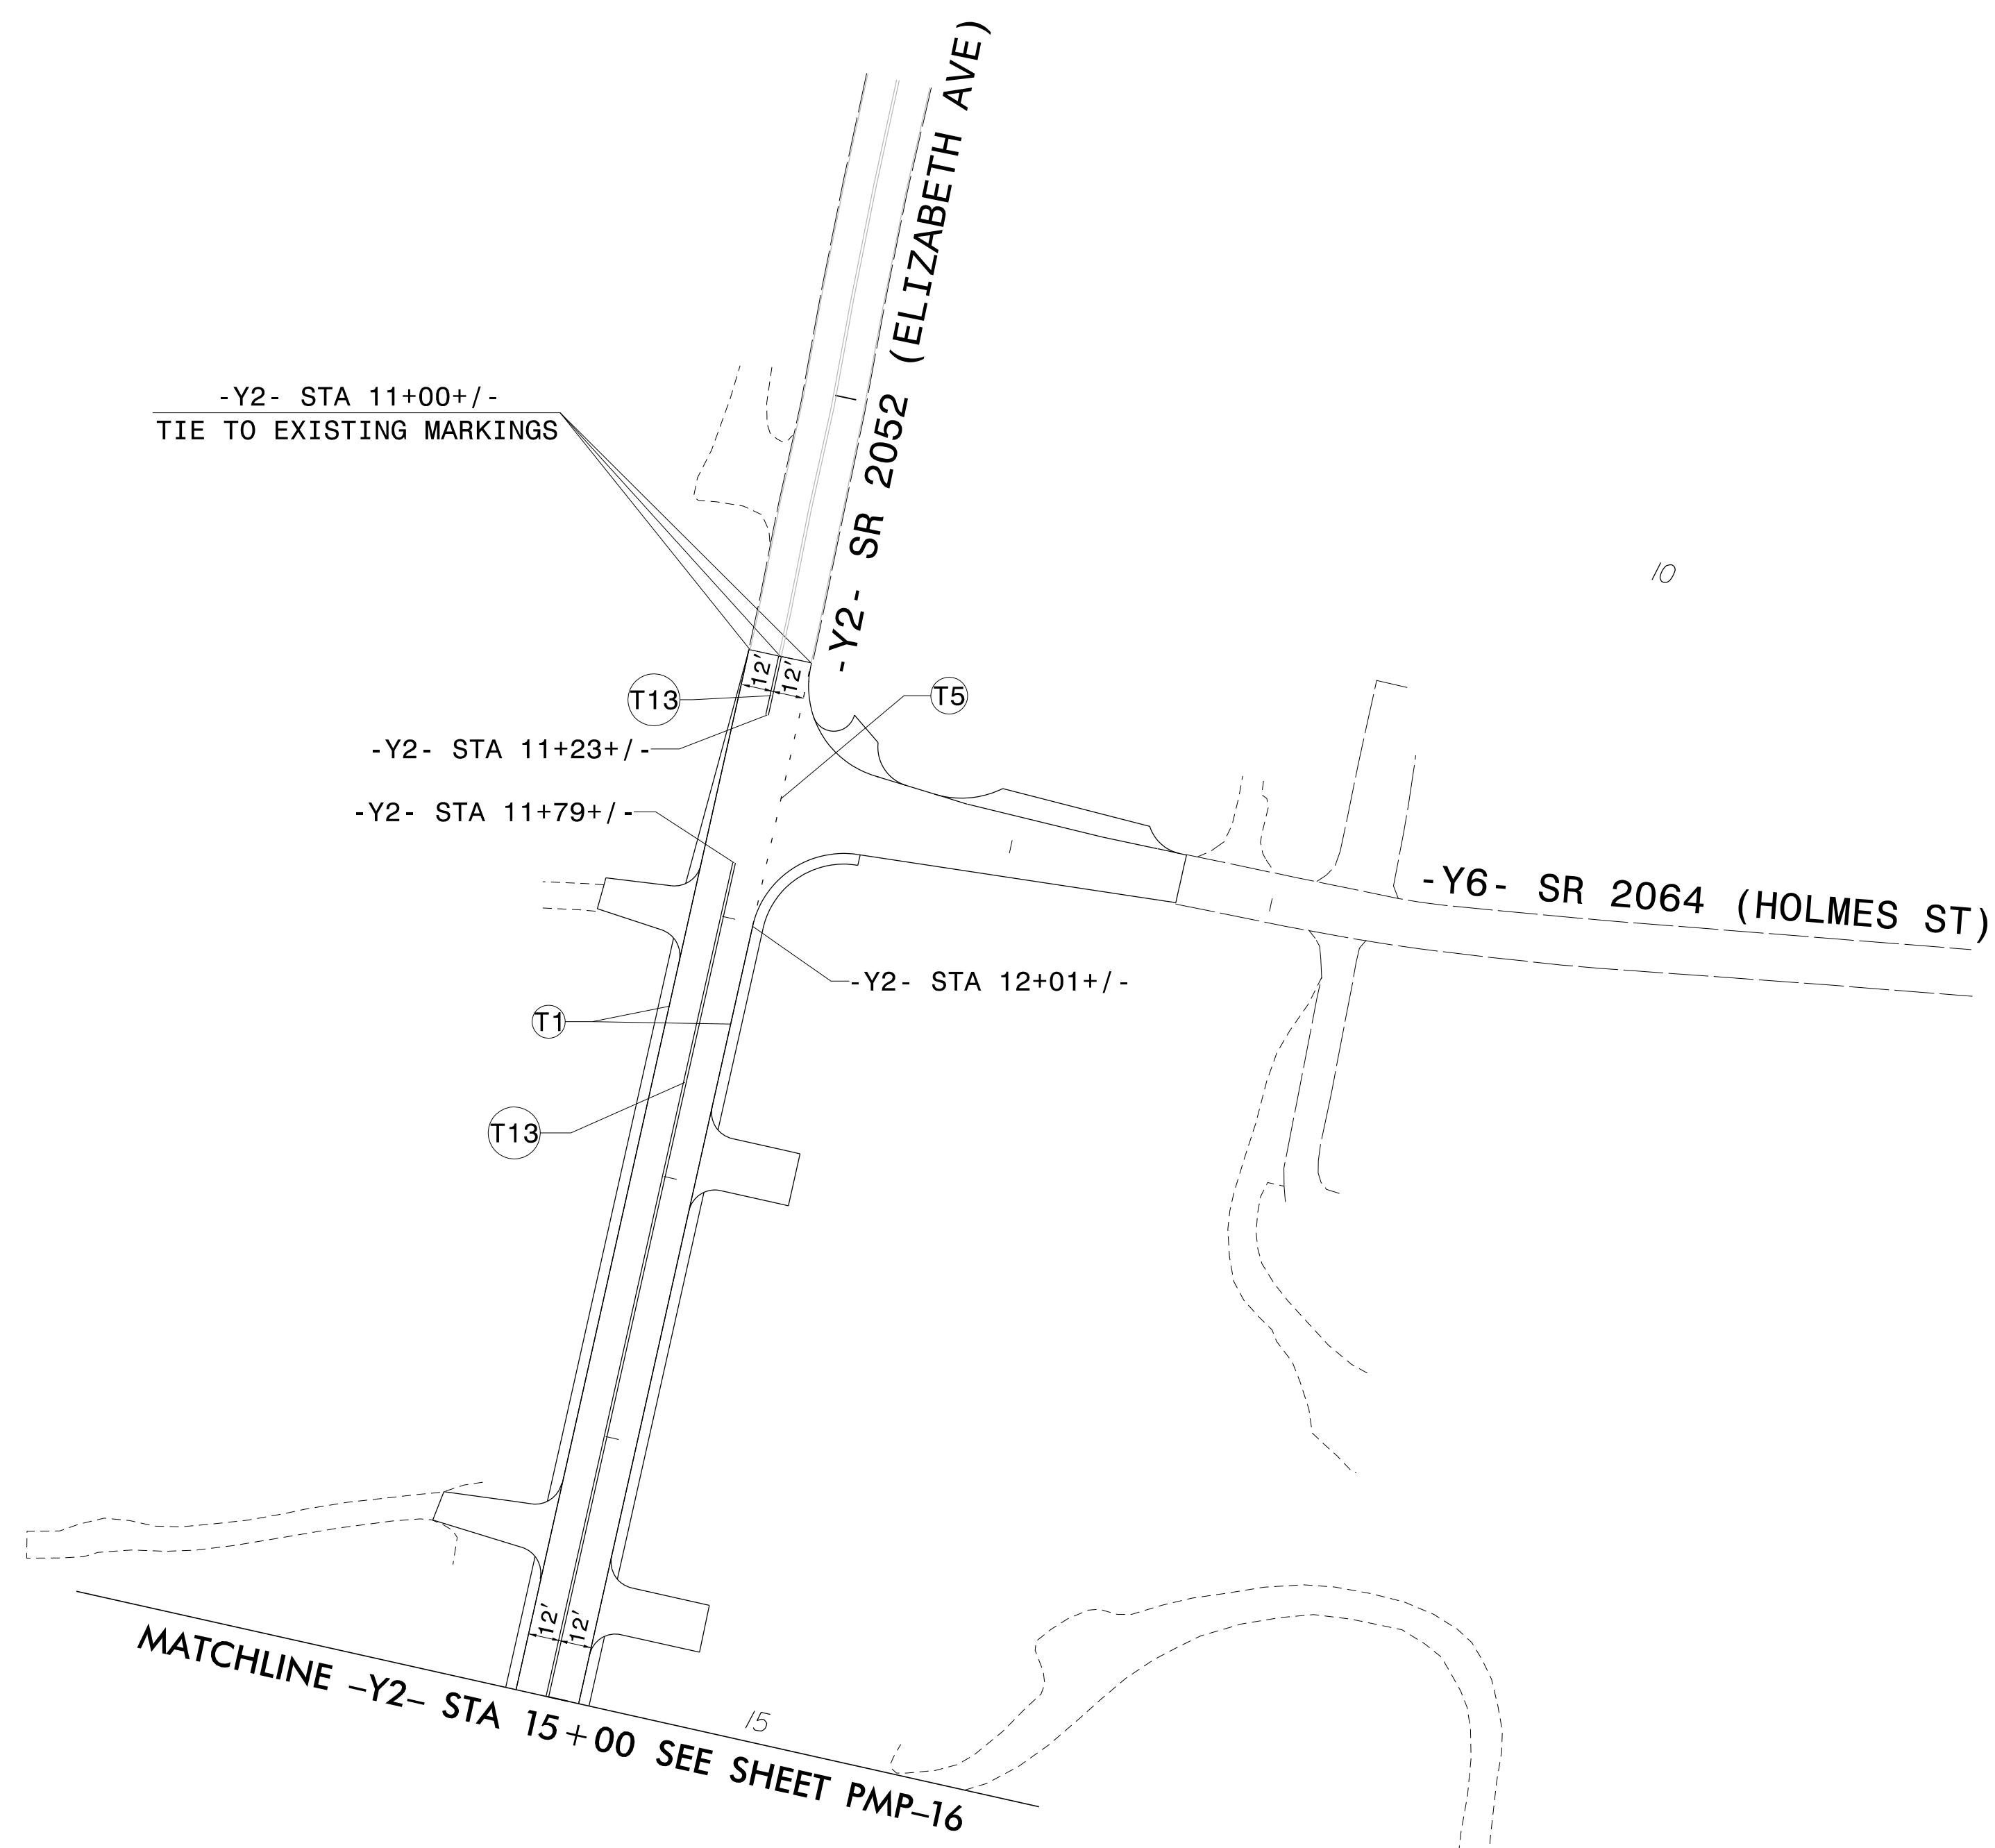 -Y2- SR 2052 (ELIZABETH AVE)
-Y2- STA 11+00+/-
TIE TO EXISTING MARKINGS
10
12'
12'
T13
T5
-Y2- STA 11+23+/-
-Y2- STA 11+79+/-
-Y6- SR 2064 (HOLMES ST)
-Y2- STA 12+01+/-
T1
T13
12'
12'
MATCHLINE –Y2– STA 15+00 SEE SHEET PMP–16
15